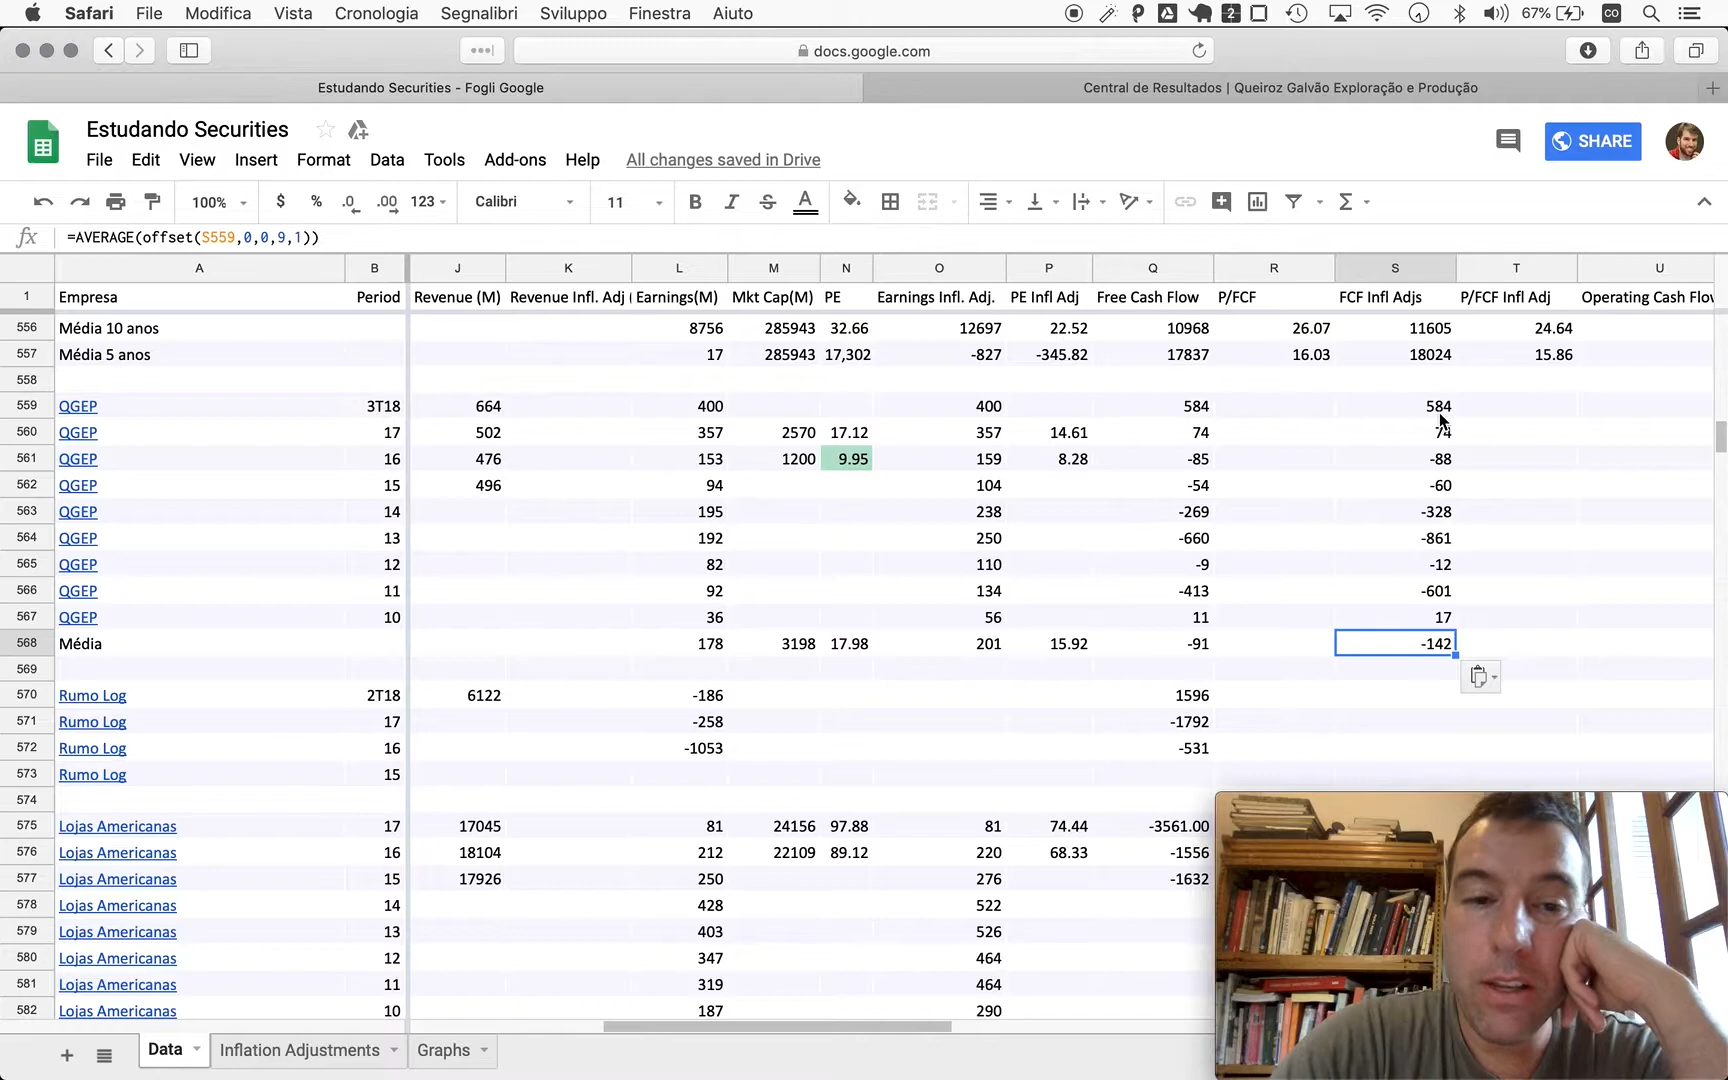 Safari File Modifica Vista Cronologia Segnalibri Sviluppo Finestra Aiuto 2 67% CO
docs.google.com
Estudando Securities - Fogli Google
Central de Resultados | Queiroz Galvão Exploração e Produção
Estudando Securities
File Edit View Insert Format Data Tools Add-ons Help All changes saved in Drive
SHARE
100% $ % .0 .00 123 Calibri 11 B I S A Σ
fx =AVERAGE(offset(S559,0,0,9,1))
A B J K L M N O P Q R S T U
1 Empresa Period Revenue (M) Revenue Infl. Adj ( Earnings(M) Mkt Cap(M) PE Earnings Infl. Adj. PE Infl Adj Free Cash Flow P/FCF FCF Infl Adjs P/FCF Infl Adj Operating Cash Flow
556 Média 10 anos 8756 285943 32.66 12697 22.52 10968 26.07 11605 24.64
557 Média 5 anos 17 285943 17,302 -827 -345.82 17837 16.03 18024 15.86
558
559 QGEP 3T18 664 400 400 584 584
560 QGEP 17 502 357 2570 17.12 357 14.61 74 74
561 QGEP 16 476 153 1200 9.95 159 8.28 -85 -88
562 QGEP 15 496 94 104 -54 -60
563 QGEP 14 195 238 -269 -328
564 QGEP 13 192 250 -660 -861
565 QGEP 12 82 110 -9 -12
566 QGEP 11 92 134 -413 -601
567 QGEP 10 36 56 11 17
568 Média 178 3198 17.98 201 15.92 -91 -142
569
570 Rumo Log 2T18 6122 -186 1596
571 Rumo Log 17 -258 -1792
572 Rumo Log 16 -1053 -531
573 Rumo Log 15
574
575 Lojas Americanas 17 17045 81 24156 97.88 81 74.44 -3561.00
576 Lojas Americanas 16 18104 212 22109 89.12 220 68.33 -1556
577 Lojas Americanas 15 17926 250 276 -1632
578 Lojas Americanas 14 428 522
579 Lojas Americanas 13 403 526
580 Lojas Americanas 12 347 464
581 Lojas Americanas 11 319 464
582 Lojas Americanas 10 187 290
Data Inflation Adjustments Graphs